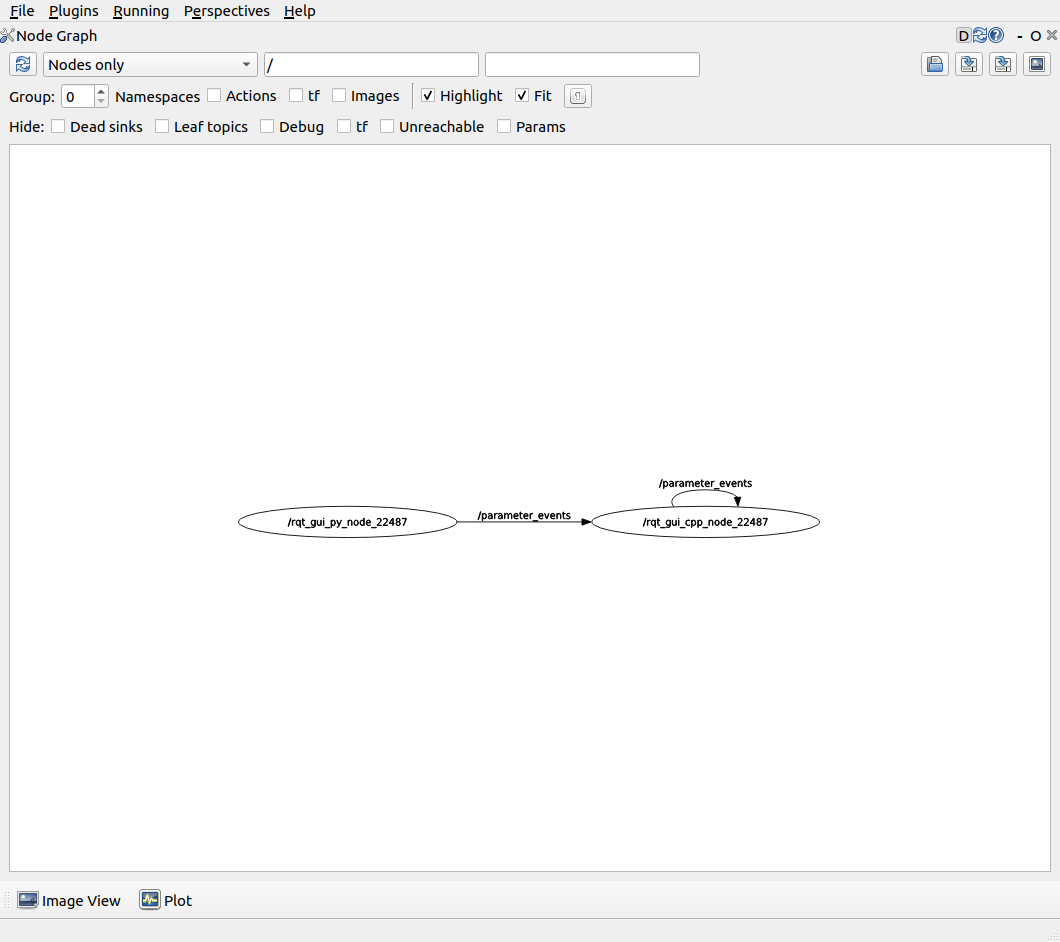 File Plugins Running Perspectives Help
Node Graph D ? - O
Nodes only /
Group: 0 Namespaces Actions tf Images Highlight Fit
Hide: Dead sinks Leaf topics Debug tf Unreachable Params
/parameter_events
/rqt_gui_py_node_22487 /parameter_events /rqt_gui_cpp_node_22487
Image View Plot